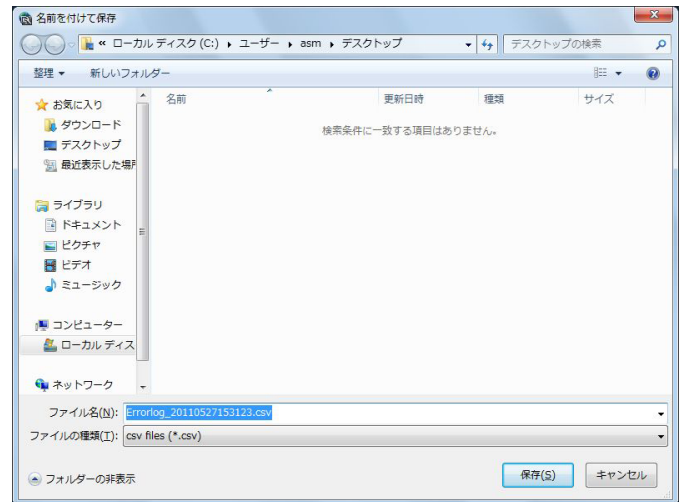 名前を付けて保存
« ローカル ディスク (C:) ▸ ユーザー ▸ asm ▸ デスクトップ
デスクトップの検索
整理 ▼ 新しいフォルダー
名前 更新日時 種類 サイズ
検索条件に一致する項目はありません。
お気に入り
ダウンロード
デスクトップ
最近表示した場所
ライブラリ
ドキュメント
ピクチャ
ビデオ
ミュージック
コンピューター
ローカル ディス
ネットワーク
ファイル名(N): Errorlog_20110527153123.csv
ファイルの種類(T): csv files (*.csv)
フォルダーの非表示
保存(S)
キャンセル